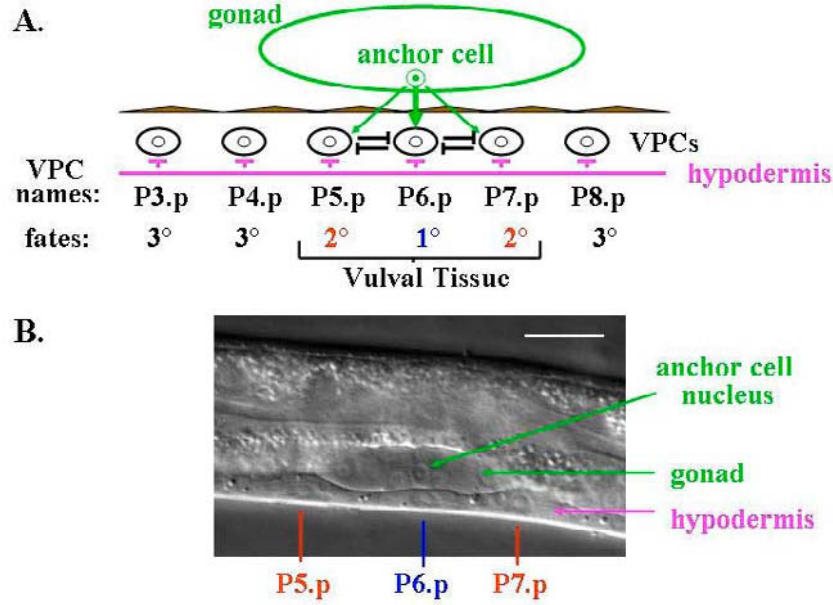 A.
gonad
anchor cell
VPCs
hypodermis
VPC
names: P3.p P4.p P5.p P6.p P7.p P8.p
fates: 3° 3° 2° 1° 2° 3°
Vulval Tissue
B.
anchor cell
nucleus
gonad
hypodermis
P5.p P6.p P7.p